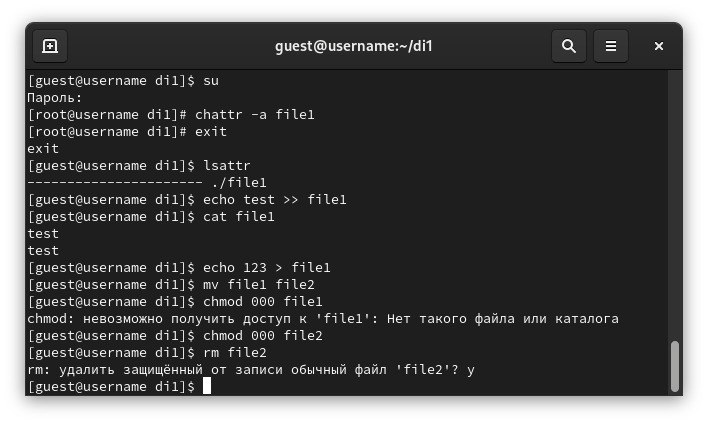 guest@username:~/di1
[guest@username di1]$ su
Пароль:
[root@username di1]# chattr -a file1
[root@username di1]# exit
exit
[guest@username di1]$ lsattr
---------------------- ./file1
[guest@username di1]$ echo test >> file1
[guest@username di1]$ cat file1
test
test
[guest@username di1]$ echo 123 > file1
[guest@username di1]$ mv file1 file2
[guest@username di1]$ chmod 000 file1
chmod: невозможно получить доступ к 'file1': Нет такого файла или каталога
[guest@username di1]$ chmod 000 file2
[guest@username di1]$ rm file2
rm: удалить защищённый от записи обычный файл 'file2'? y
[guest@username di1]$